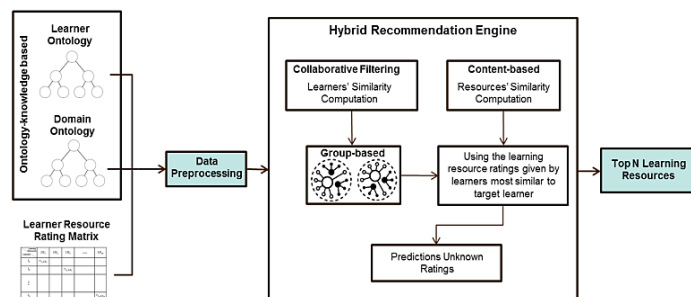 Ontology-knowledge based
Learner
Ontology
Domain
Ontology
Learner Resource
Rating Matrix
Data
Preprocessing
Hybrid Recommendation Engine
Collaborative Filtering
Learners' Similarity
Computation
Content-based
Resources' Similarity
Computation
Group-based
Using the learning
resource ratings given by
learners most similar to
target learner
Predictions Unknown
Ratings
Top N Learning
Resources